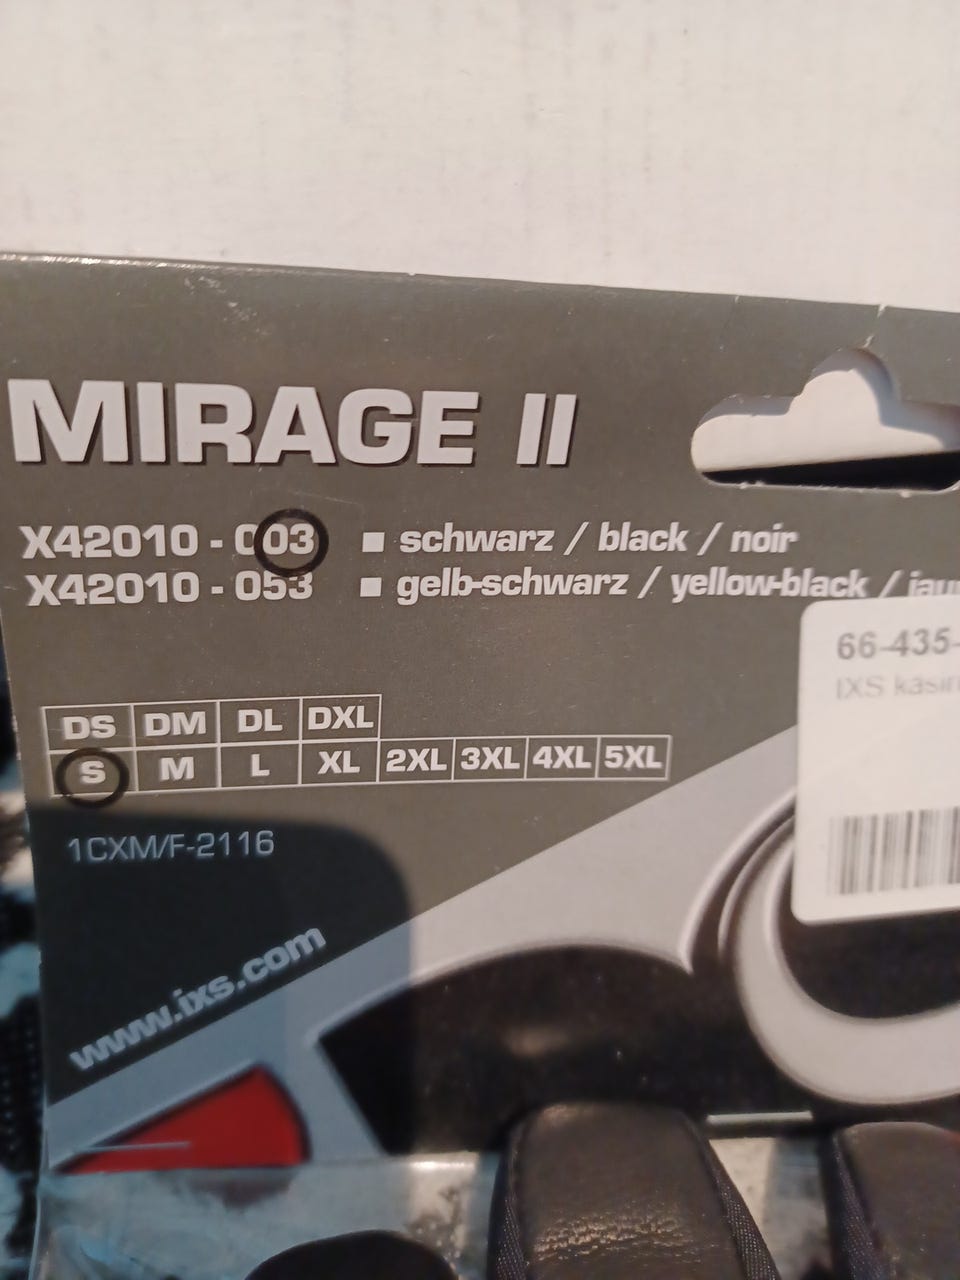 MIRAGE II
X42010 - 003 ■ schwarz / black / noir
X42010 - 053 ■ gelb-schwarz / yellow-black /
66-435-
IXS
DS DM DL DXL
S M L XL 2XL 3XL 4XL 5XL
1CXM/F-2116
www.ixs.com